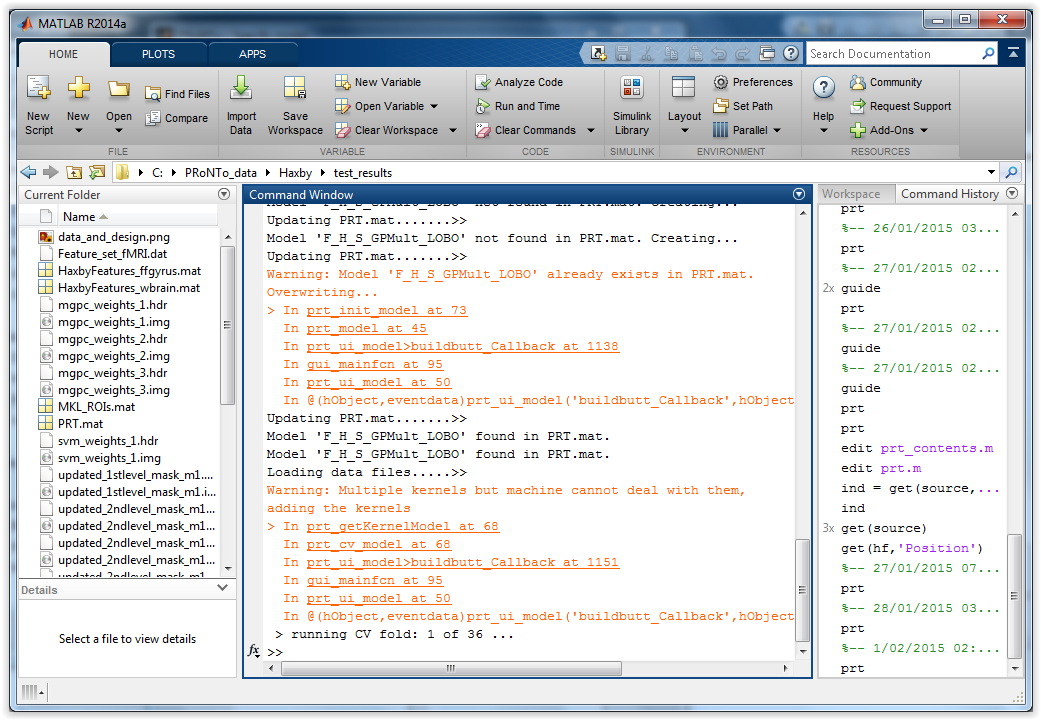 MATLAB R2014a
HOME PLOTS APPS
Search Documentation
New Script
New
Open
Find Files
Compare
Import Data
Save Workspace
New Variable
Open Variable
Clear Workspace
Analyze Code
Run and Time
Clear Commands
Simulink Library
Layout
Preferences
Set Path
Parallel
Help
Community
Request Support
Add-Ons
FILE VARIABLE CODE SIMULINK ENVIRONMENT RESOURCES
C: PRoNTo_data Haxby test_results
Current Folder
Name
data_and_design.png
Feature_set_fMRI.dat
HaxbyFeatures_ffgyrus.mat
HaxbyFeatures_wbrain.mat
mgpc_weights_1.hdr
mgpc_weights_1.img
mgpc_weights_2.hdr
mgpc_weights_2.img
mgpc_weights_3.hdr
mgpc_weights_3.img
MKL_ROIs.mat
PRT.mat
svm_weights_1.hdr
svm_weights_1.img
updated_1stlevel_mask_m1....
updated_1stlevel_mask_m1.i...
updated_2ndlevel_mask_m1...
updated_2ndlevel_mask_m1...
updated_2ndlevel_mask_m1...
updated_2ndlevel_mask_m1...
updated_2ndlevel_mask_m1...
Details
Select a file to view details
Command Window
Model 'F_H_S_GPMult_LOBO' not found in PRT.mat. Creating...
Updating PRT.mat.......>>
Model 'F_H_S_GPMult_LOBO' not found in PRT.mat. Creating...
Updating PRT.mat.......>>
Warning: Model 'F_H_S_GPMult_LOBO' already exists in PRT.mat.
Overwriting...
> In prt_init_model at 73
In prt_model at 45
In prt_ui_model>buildbutt_Callback at 1138
In gui_mainfcn at 95
In prt_ui_model at 50
In @(hObject,eventdata)prt_ui_model('buildbutt_Callback',hObject
Updating PRT.mat.......>>
Model 'F_H_S_GPMult_LOBO' found in PRT.mat.
Model 'F_H_S_GPMult_LOBO' found in PRT.mat.
Loading data files.....>>
Warning: Multiple kernels but machine cannot deal with them,
adding the kernels
> In prt_getKernelModel at 68
In prt_cv_model at 68
In prt_ui_model>buildbutt_Callback at 1151
In gui_mainfcn at 95
In prt_ui_model at 50
In @(hObject,eventdata)prt_ui_model('buildbutt_Callback',hObject
> running CV fold: 1 of 36 ...
fx >>
Workspace Command History
prt
%-- 26/01/2015 03...
prt
%-- 27/01/2015 02...
2x guide
prt
%-- 27/01/2015 02...
guide
%-- 27/01/2015 02...
guide
prt
prt
edit prt_contents.m
edit prt.m
ind = get(source,...
ind
3x get(source)
get(hf,'Position')
%-- 27/01/2015 07...
prt
%-- 28/01/2015 03...
prt
%-- 1/02/2015 02:...
prt